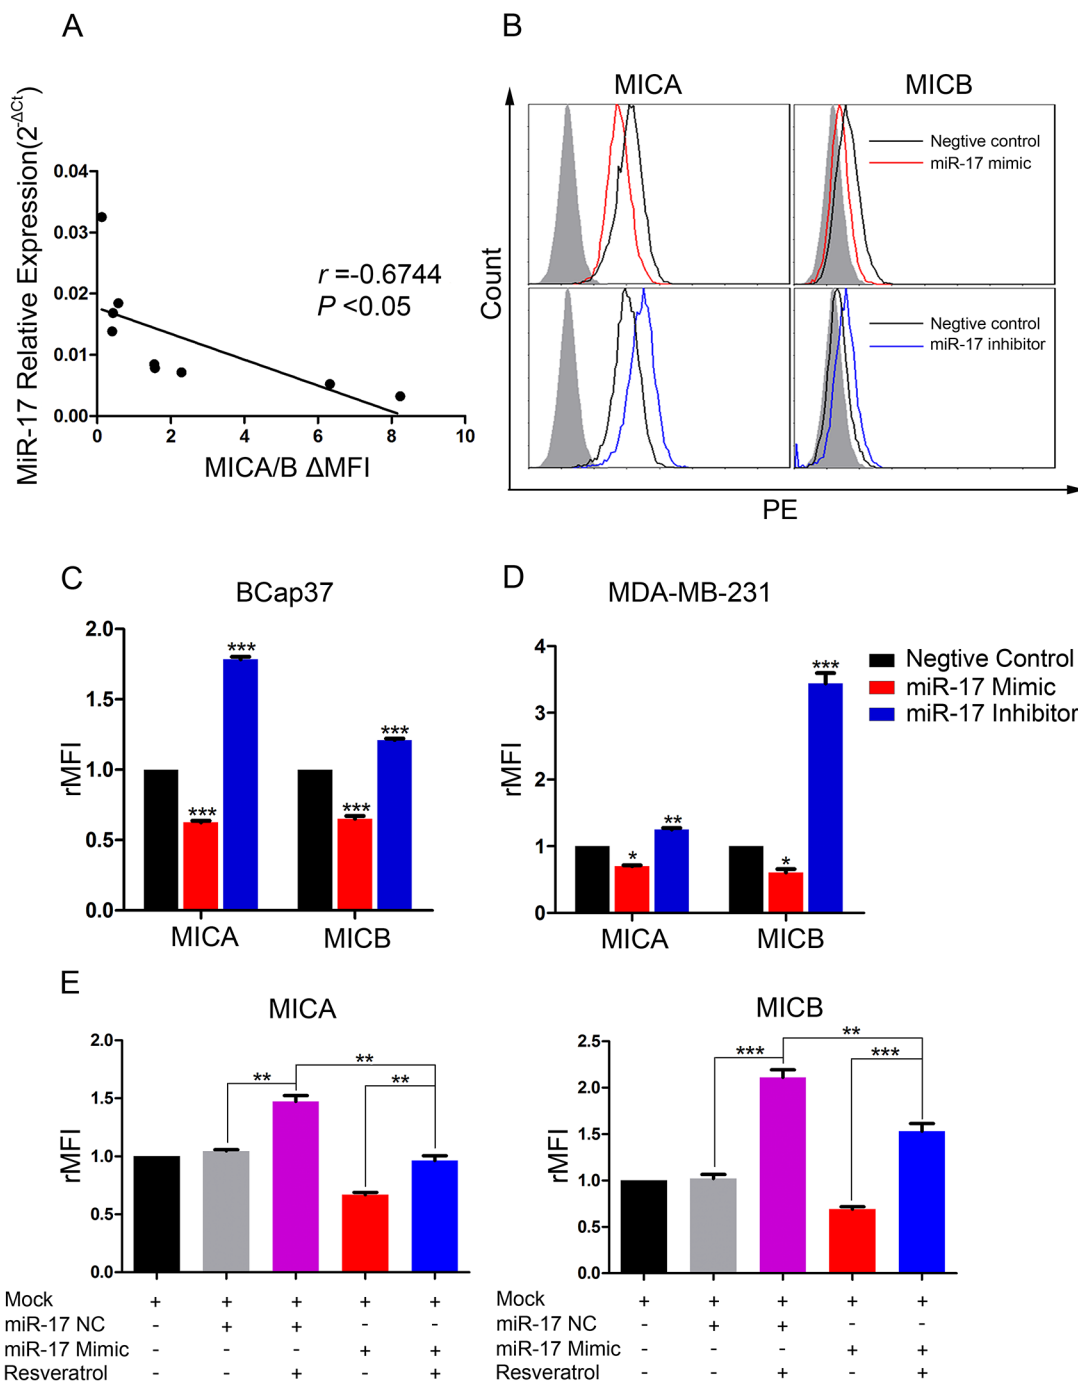 A
MiR-17 Relative Expression(2-ΔCt)
0.04
0.03
0.02
0.01
0.00
r =-0.6744
P <0.05
0 2 4 6 8 10
MICA/B ΔMFI
B
MICA MICB
Count
Negtive control
miR-17 mimic
Negtive control
miR-17 inhibitor
PE
C
BCap37
rMFI
2.0
1.5
1.0
0.5
0.0
*** ***
*** ***
MICA MICB
D
MDA-MB-231
rMFI
4
3
2
1
0
* **
* ***
MICA MICB
Negtive Control
miR-17 Mimic
miR-17 Inhibitor
E
MICA
rMFI
2.0
1.5
1.0
0.5
0.0
**
** **
Mock + + + + +
miR-17 NC - + + - -
miR-17 Mimic - - - + +
Resveratrol - - + - +
MICB
rMFI
2.5
2.0
1.5
1.0
0.5
0.0
**
*** ***
Mock + + + + +
miR-17 NC - + + - -
miR-17 Mimic - - - + +
Resveratrol - - + - +